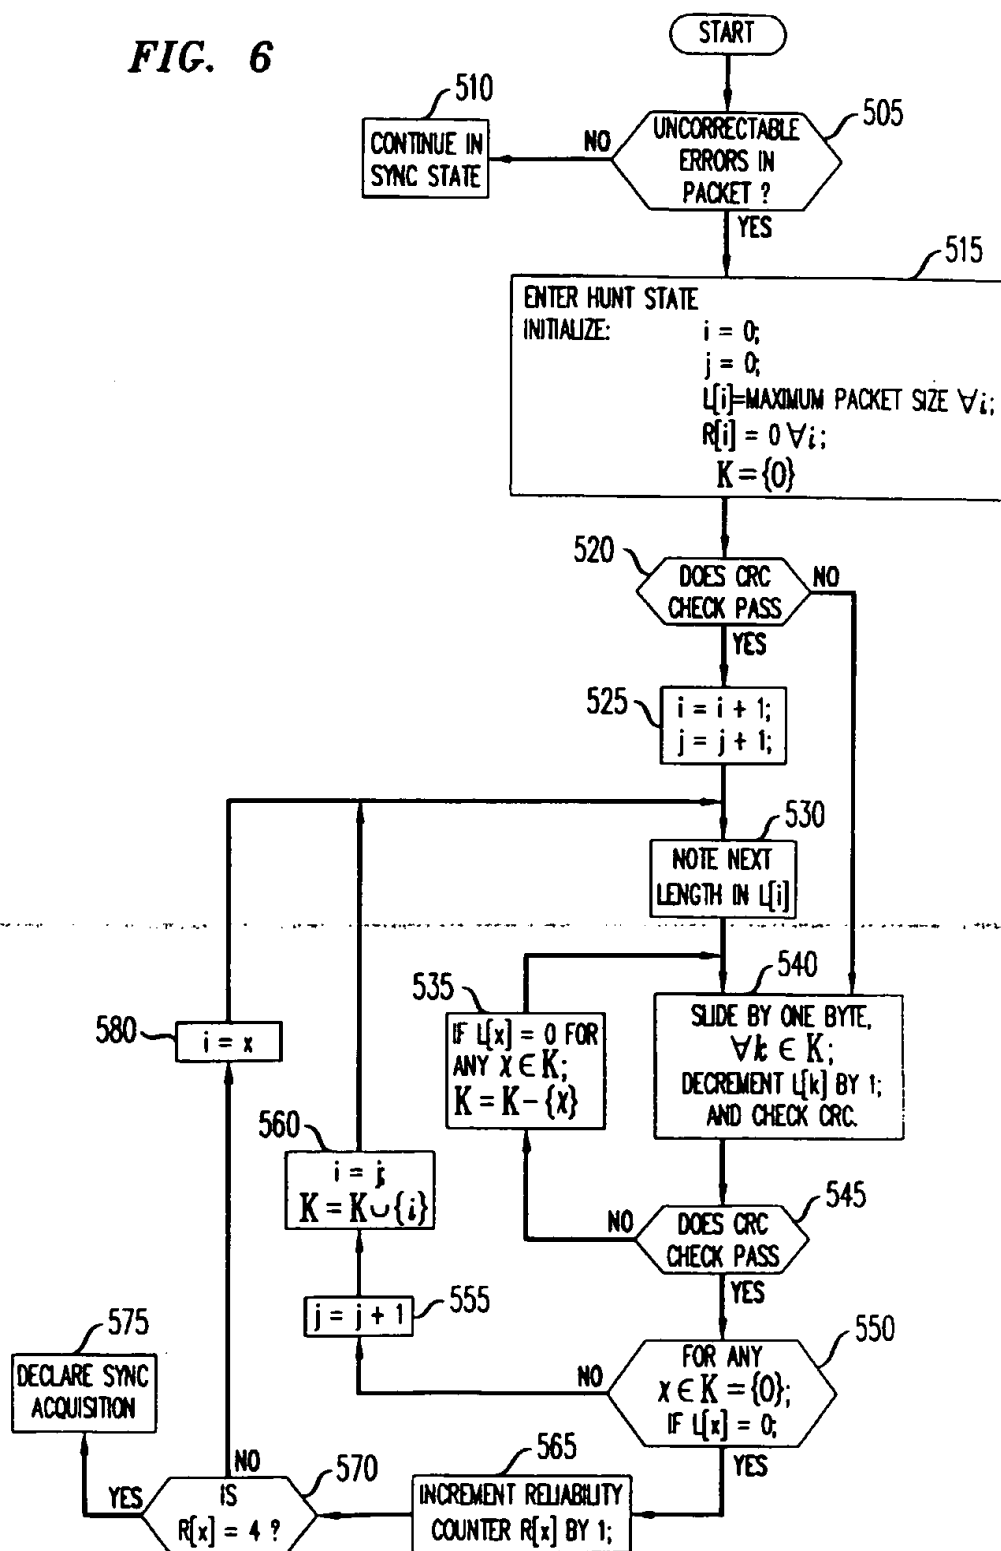 FIG. 6
START
510
505
CONTINUE IN
SYNC STATE
NO
UNCORRECTABLE
ERRORS IN
PACKET ?
YES
515
ENTER HUNT STATE
INITIALIZE:
i = 0;
j = 0;
L[i]=MAXIMUM PACKET SIZE ∀i;
R[i] = 0 ∀i;
K = {0}
520
DOES CRC
CHECK PASS
NO
YES
525
i = i + 1;
j = j + 1;
530
NOTE NEXT
LENGTH IN L[i]
540
535
580
i = x
IF L[x] = 0 FOR
ANY x ∈ K;
K = K – {x}
SLIDE BY ONE BYTE,
∀k ∈ K;
DECREMENT L[k] BY 1;
AND CHECK CRC.
560
i = j;
K = K ∪ {i}
545
NO
DOES CRC
CHECK PASS
YES
555
j = j + 1
550
575
DECLARE SYNC
ACQUISITION
NO
FOR ANY
x ∈ K = {0};
IF L[x] = 0;
YES
565
570
NO
YES
IS
R[x] = 4 ?
INCREMENT RELIABILITY
COUNTER R[x] BY 1;